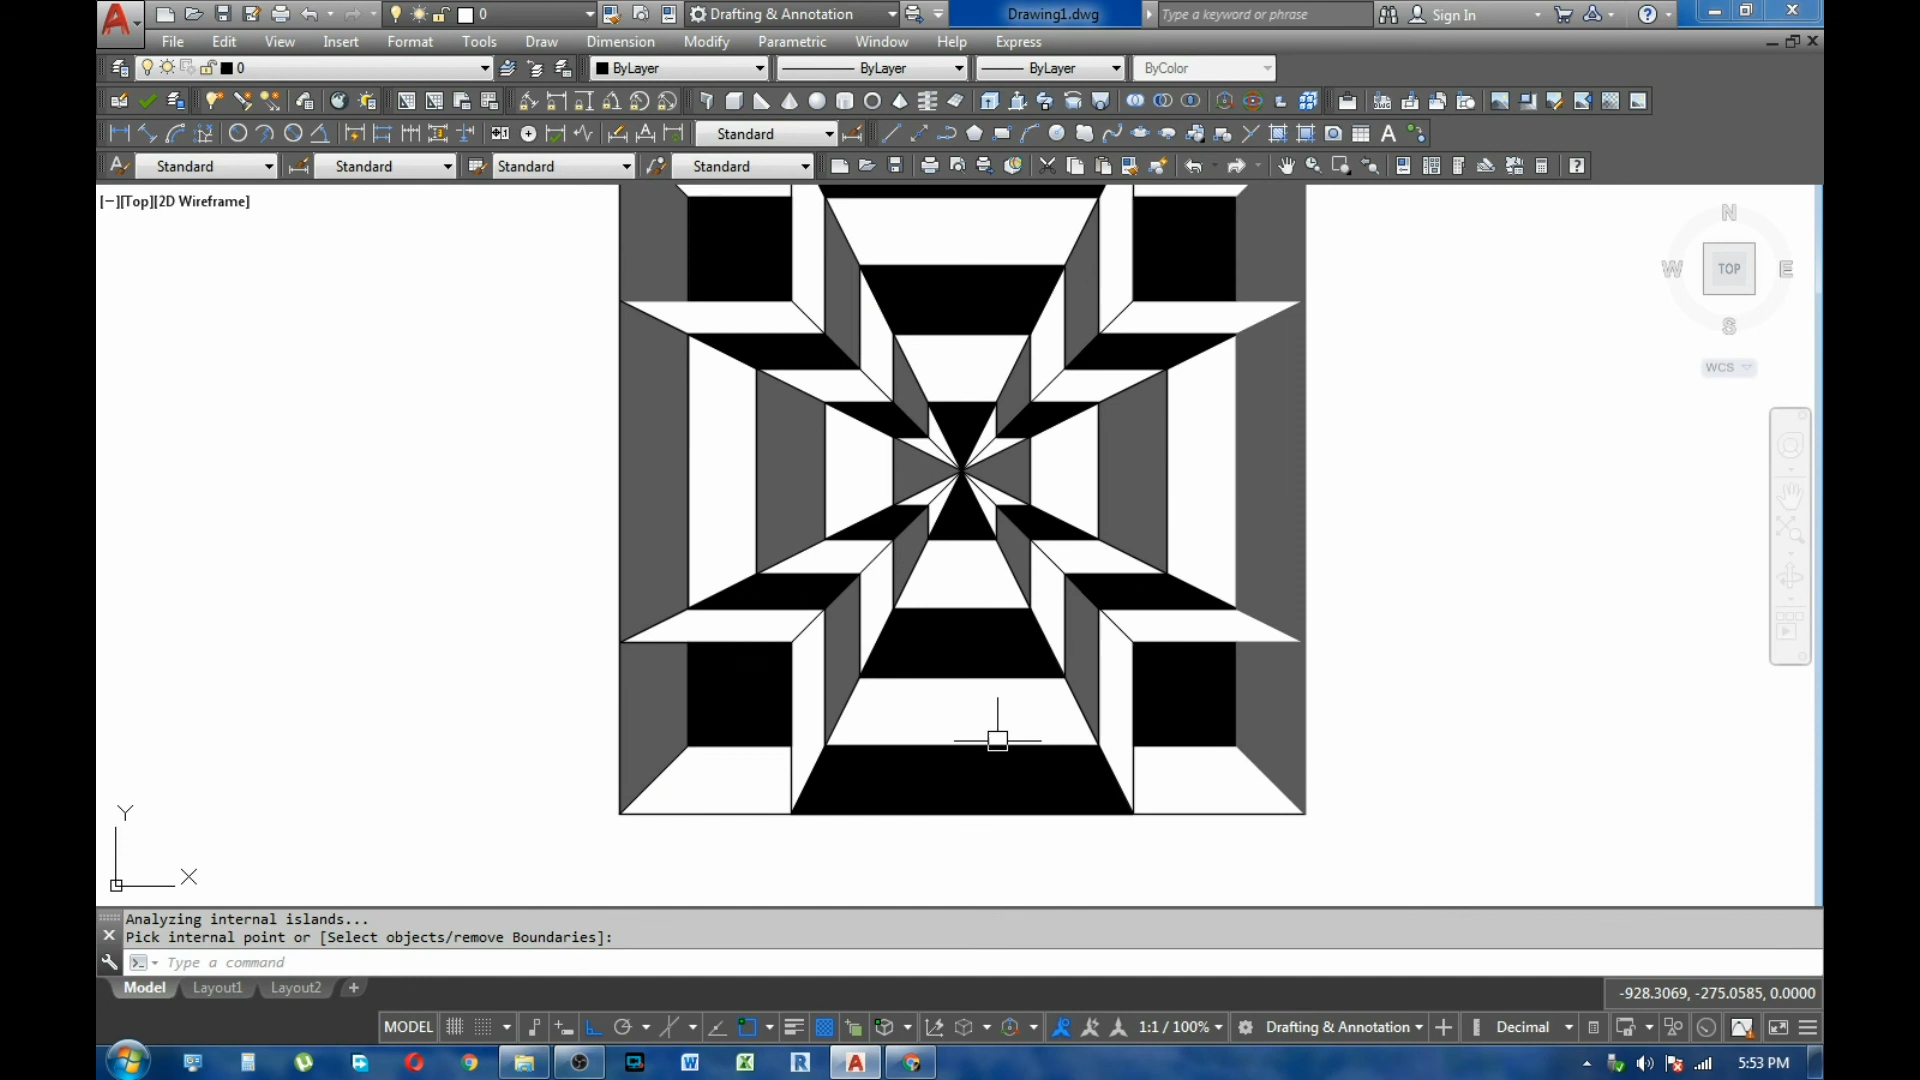 0 Drafting & Annotation Drawing1.dwg Type a keyword or phrase Sign In
File Edit View Insert Format Tools Draw Dimension Modify Parametric Window Help Express
0 ByLayer ByLayer ByLayer ByColor
Standard
Standard Standard Standard Standard
[−][Top][2D Wireframe]
N
W TOP E
S
WCS
Y
X
Analyzing internal islands...
Pick internal point or [Select objects/remove Boundaries]:
Type a command
Model Layout1 Layout2 +
-928.3069, -275.0585, 0.0000
MODEL 1:1 / 100% Drafting & Annotation Decimal
5:53 PM